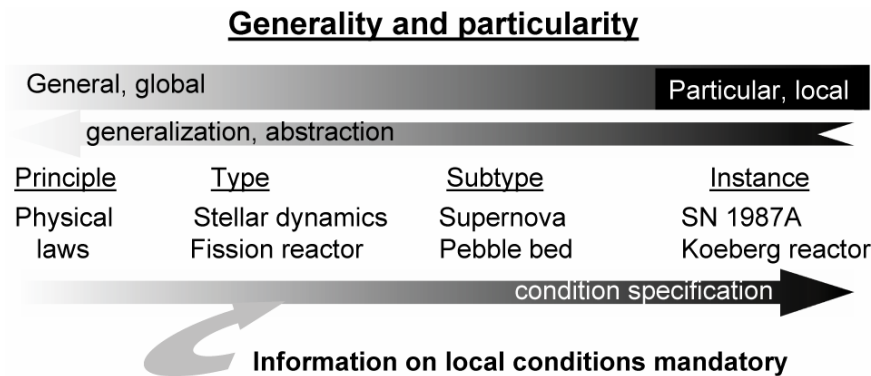 Generality and particularity
General, global
Particular, local
generalization, abstraction
Principle Type Subtype Instance
Physical Stellar dynamics Supernova SN 1987A
laws Fission reactor Pebble bed Koeberg reactor
condition specification
Information on local conditions mandatory